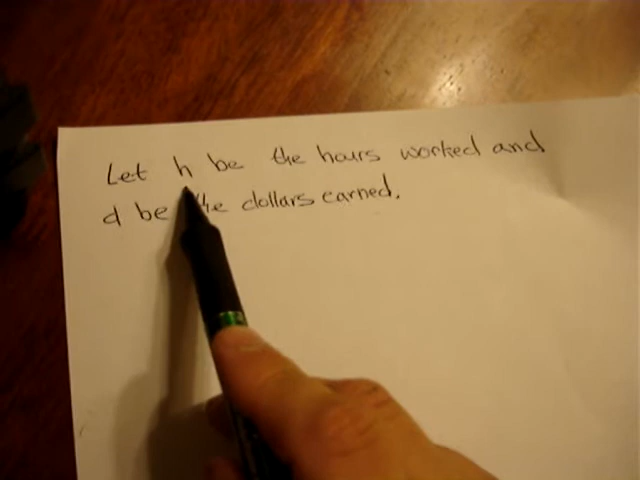 Let h be the hours worked and
d be the dollars earned.